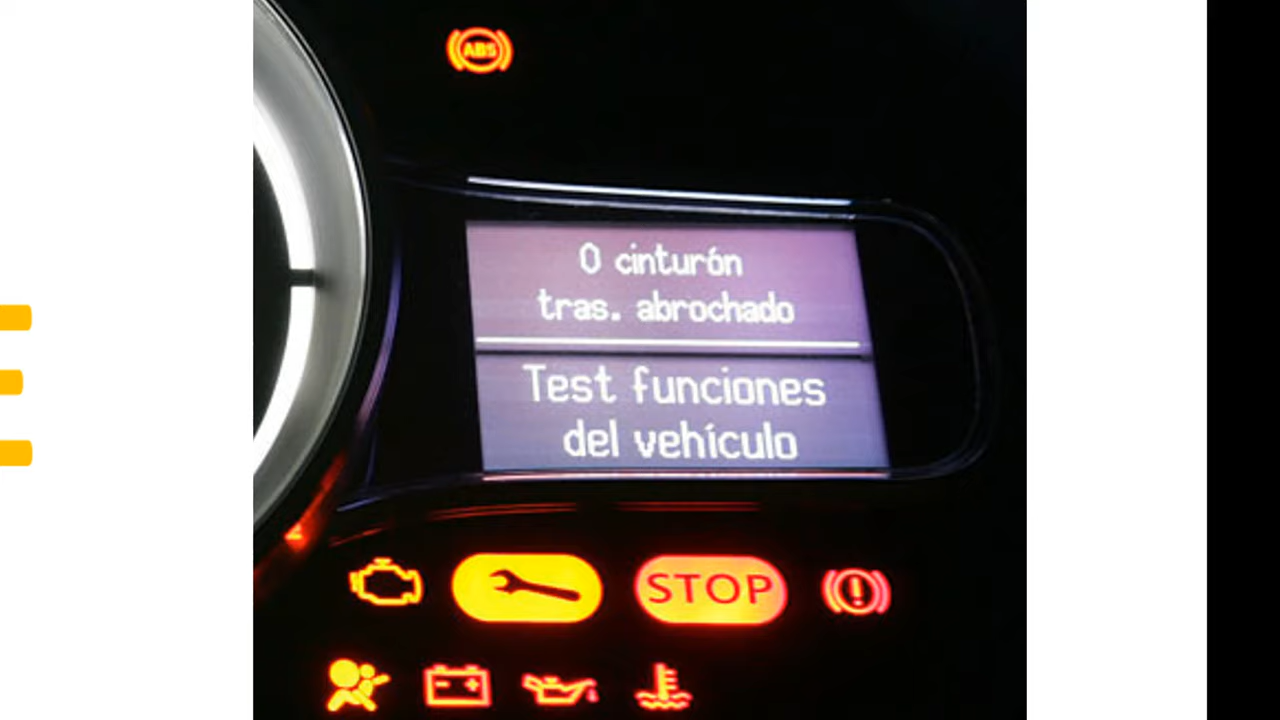 ABS
0 cinturón
tras. abrochado
Test funciones
del vehículo
STOP